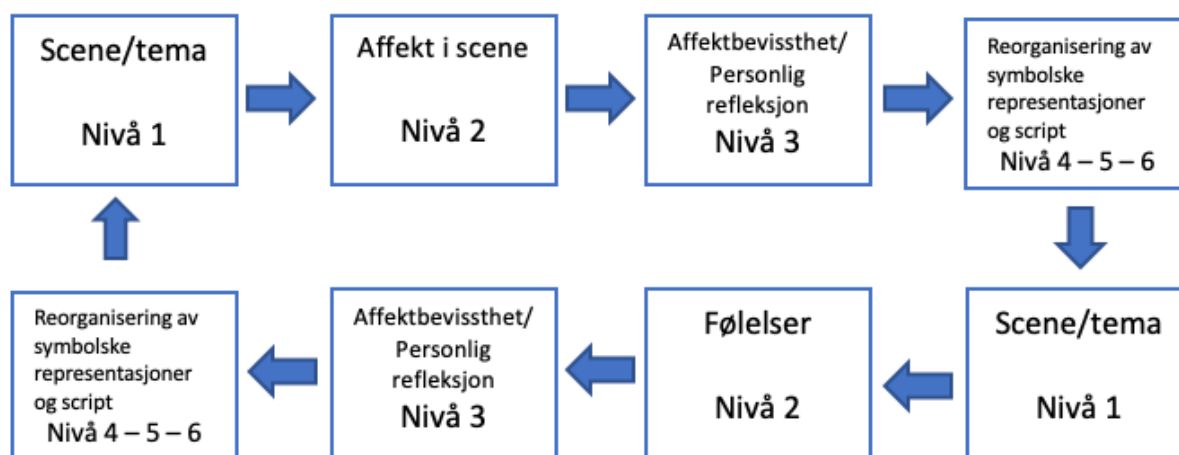 Scene/tema
Nivå 1
Affekt i scene
Nivå 2
Affektbevissthet/
Personlig
refleksjon
Nivå 3
Reorganisering av
symbolske
representasjoner
og script
Nivå 4 – 5 – 6
Reorganisering av
symbolske
representasjoner
og script
Nivå 4 – 5 – 6
Affektbevissthet/
Personlig
refleksjon
Nivå 3
Følelser
Nivå 2
Scene/tema
Nivå 1